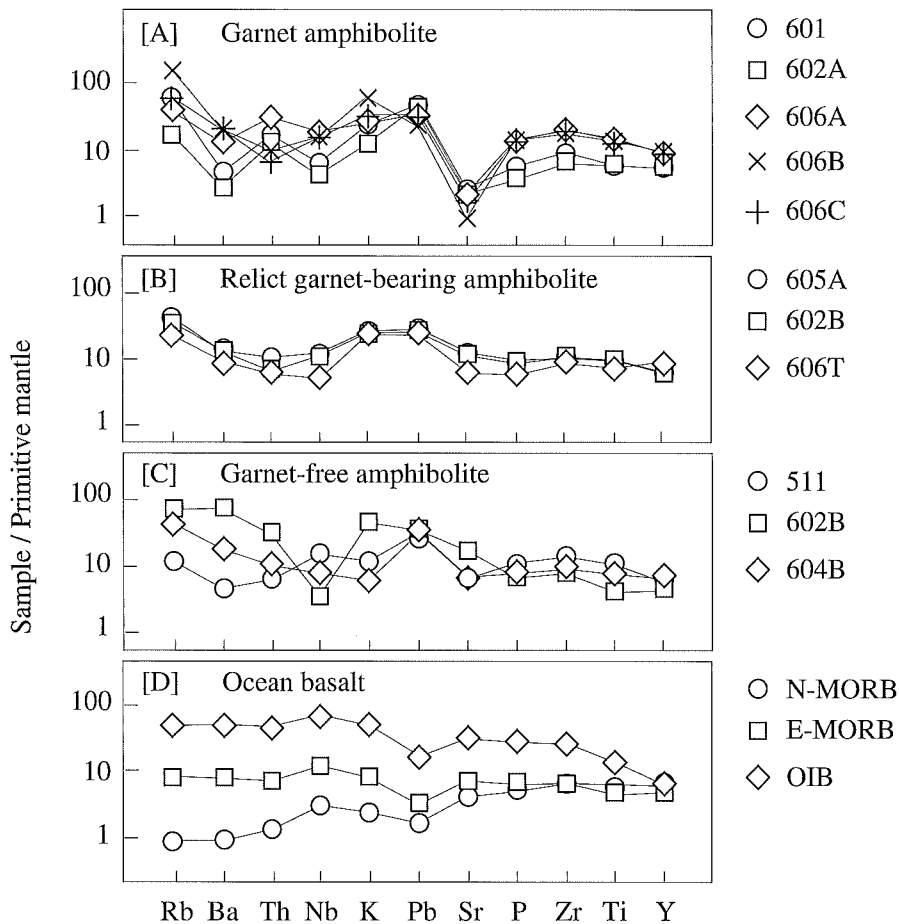 [A] Garnet amphibolite
100
10
1
601
602A
606A
606B
606C
[B] Relict garnet-bearing amphibolite
100
10
1
605A
602B
606T
[C] Garnet-free amphibolite
100
10
1
511
602B
604B
[D] Ocean basalt
100
10
1
N-MORB
E-MORB
OIB
Rb Ba Th Nb K Pb Sr P Zr Ti Y
Sample / Primitive mantle